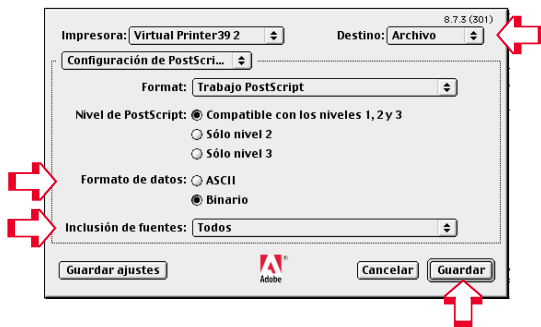 8.7.3 (301)
Impresora: Virtual Printer39 2 Destino: Archivo
Configuración de PostScri...
Format: Trabajo PostScript
Nivel de PostScript: Compatible con los niveles 1, 2 y 3
Sólo nivel 2
Sólo nivel 3
Formato de datos: ASCII
Binario
Inclusión de fuentes: Todos
Guardar ajustes Adobe® Cancelar Guardar